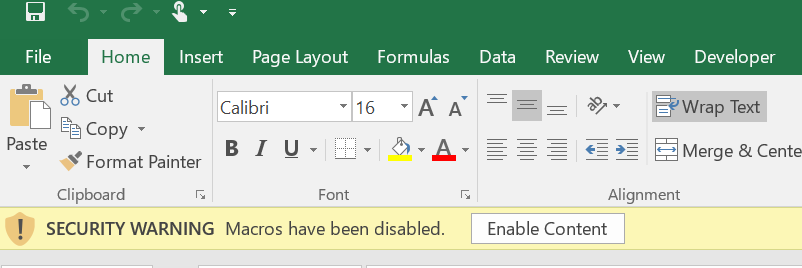 File Home Insert Page Layout Formulas Data Review View Developer
Cut
Calibri 16 A A Wrap Text
Copy
Paste
B I U A
Format Painter
Merge & Cente
Clipboard Font Alignment
SECURITY WARNING Macros have been disabled. Enable Content